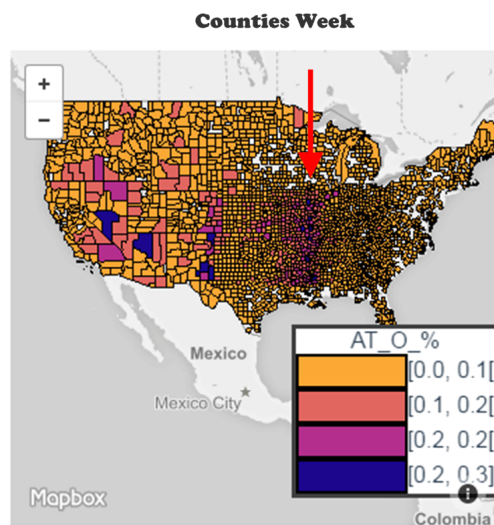 Counties Week
+
−
Mexico
Mexico City
AT_O_%
[0.0, 0.1[
[0.1, 0.2[
[0.2, 0.2[
[0.2, 0.3]
i
Mapbox
Colombia